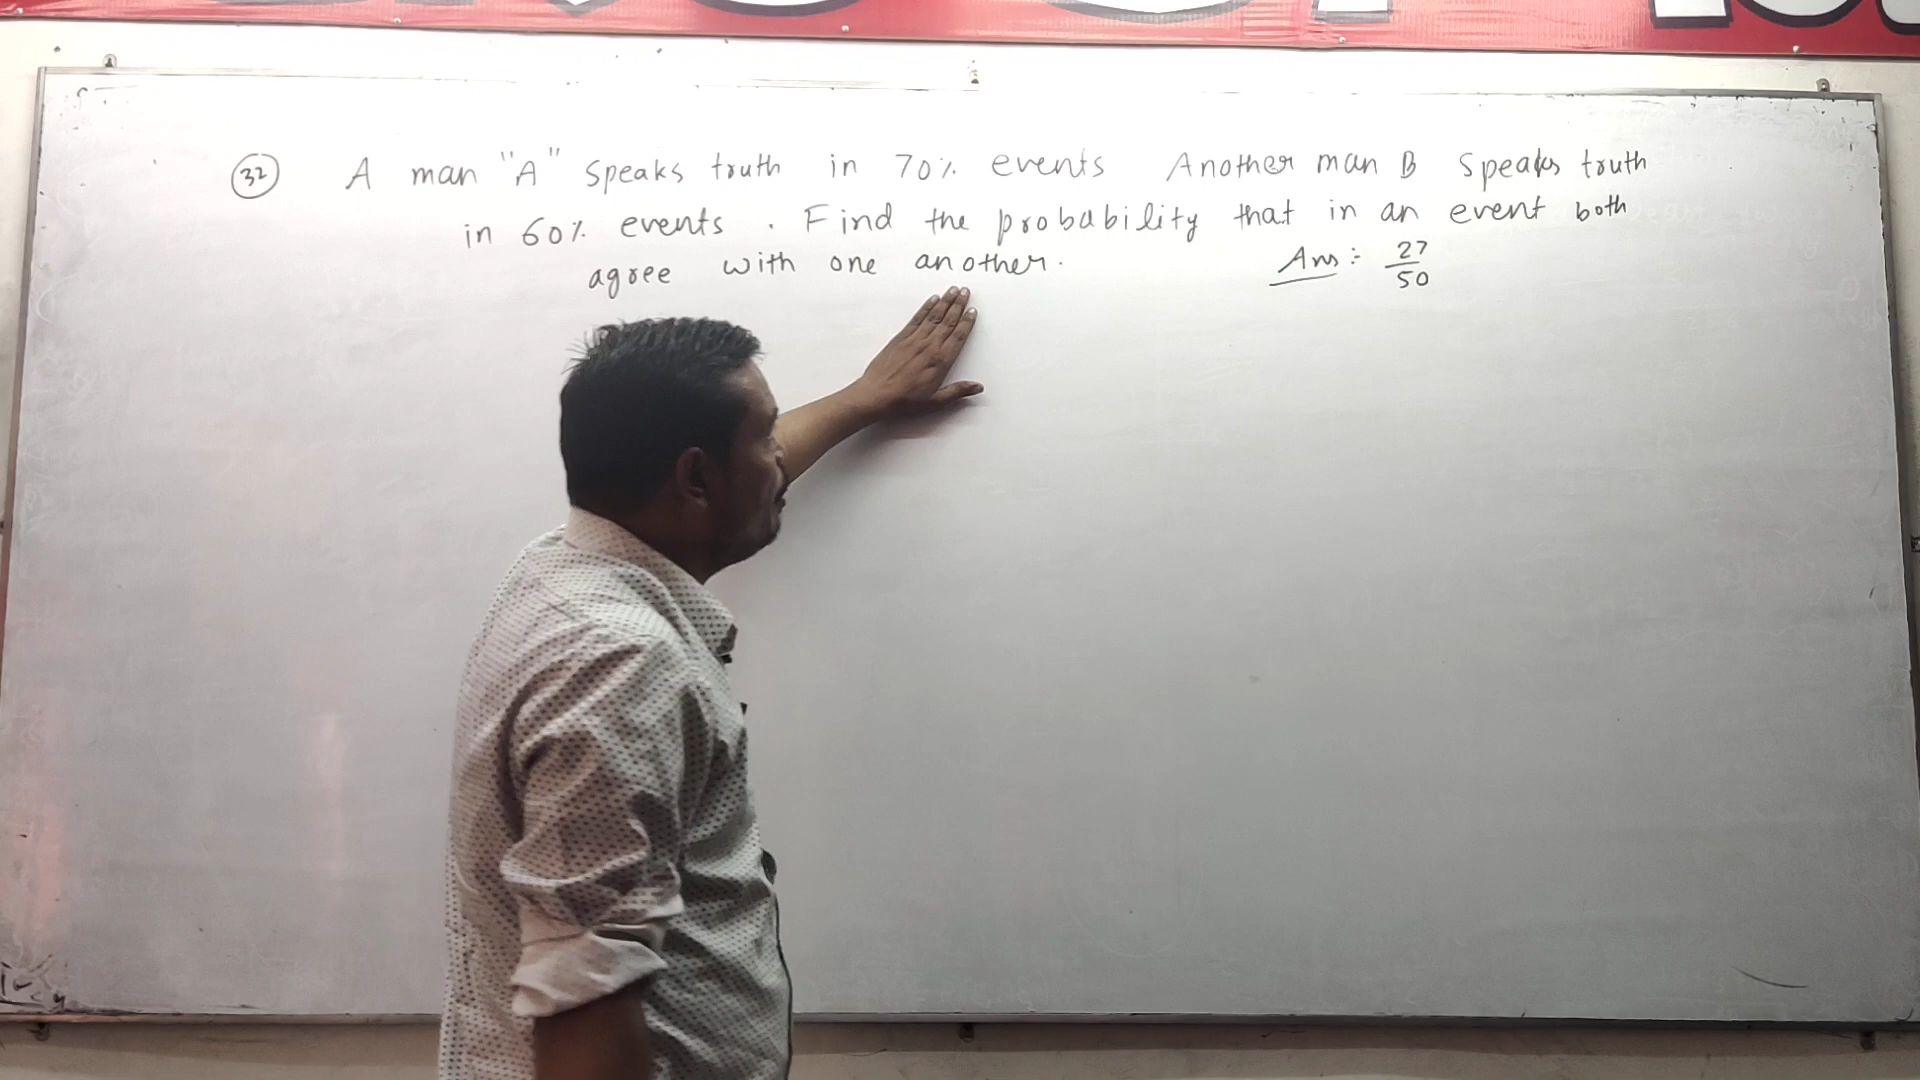 32 A man "A" speaks truth in 70% events Another man B speaks truth
in 60% events . Find the probability that in an event both
agree with one another. Ans :- 27/50